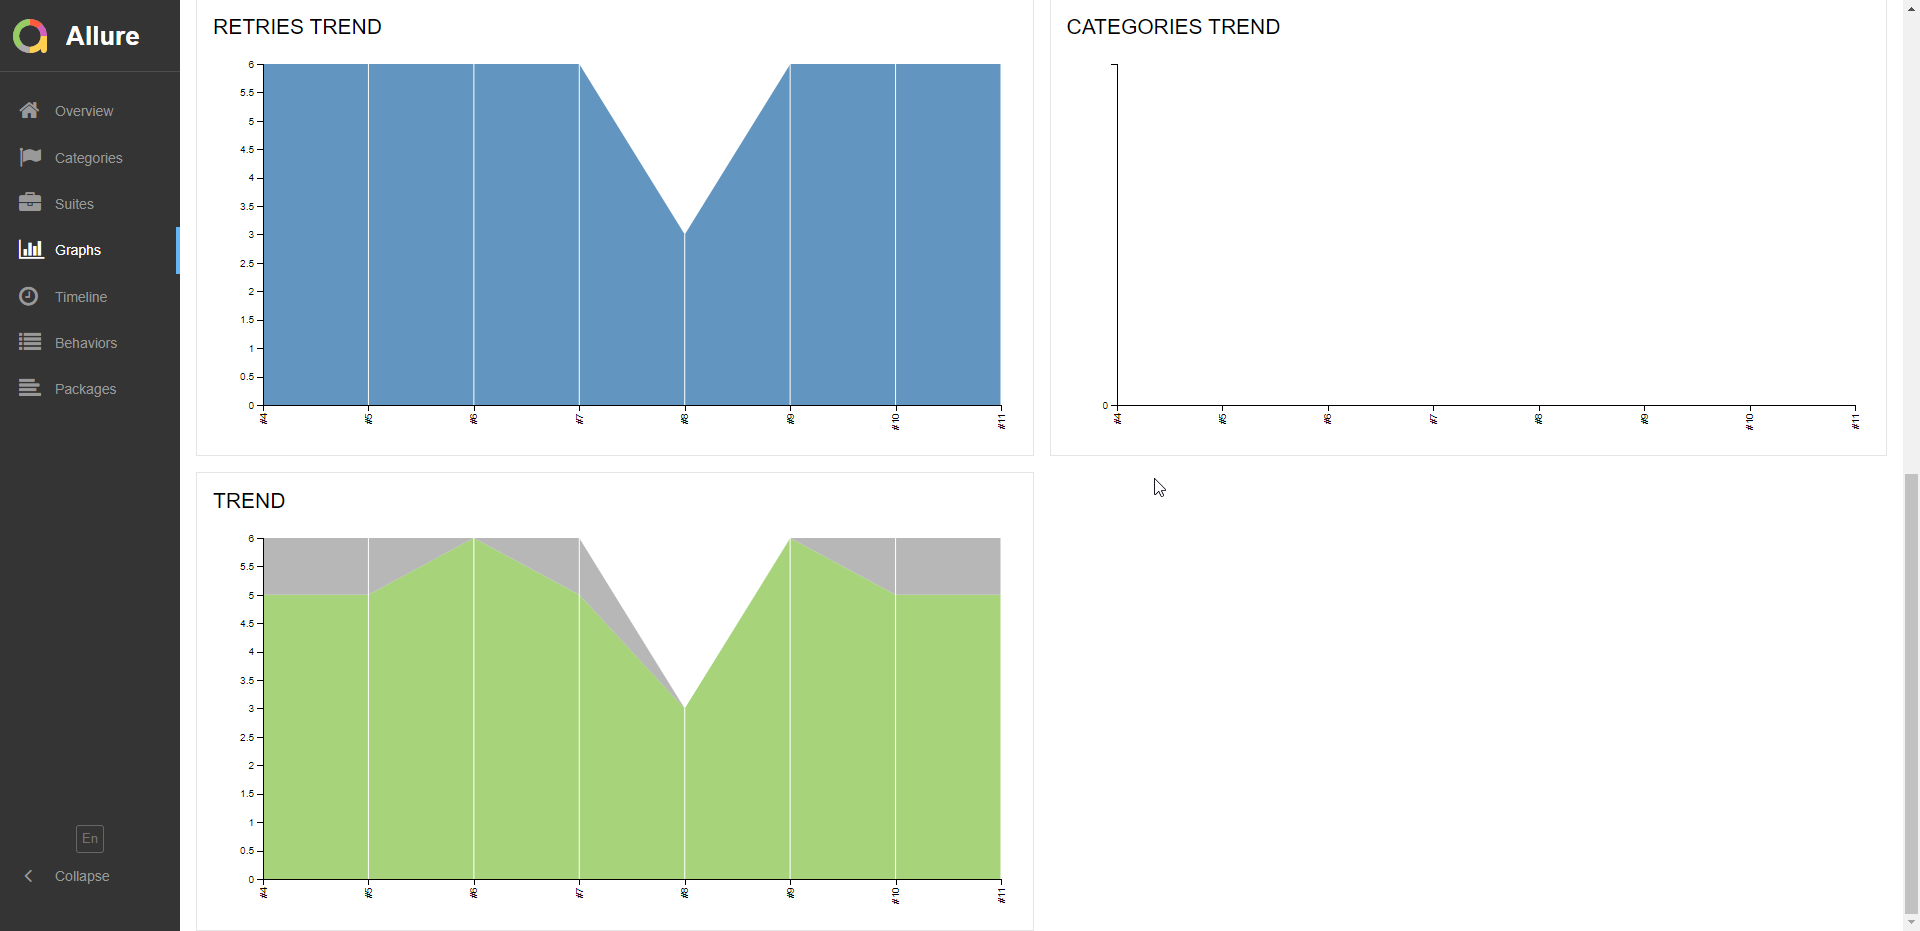 Allure
Overview
Categories
Suites
Graphs
Timeline
Behaviors
Packages
En
Collapse
RETRIES TREND
6
5.5
5
4.5
4
3.5
3
2.5
2
1.5
1
0.5
0
#4 #5 #6 #7 #8 #9 #10 #11
CATEGORIES TREND
0
#4 #5 #6 #7 #8 #9 #10 #11
TREND
6
5.5
5
4.5
4
3.5
3
2.5
2
1.5
1
0.5
0
#4 #5 #6 #7 #8 #9 #10 #11